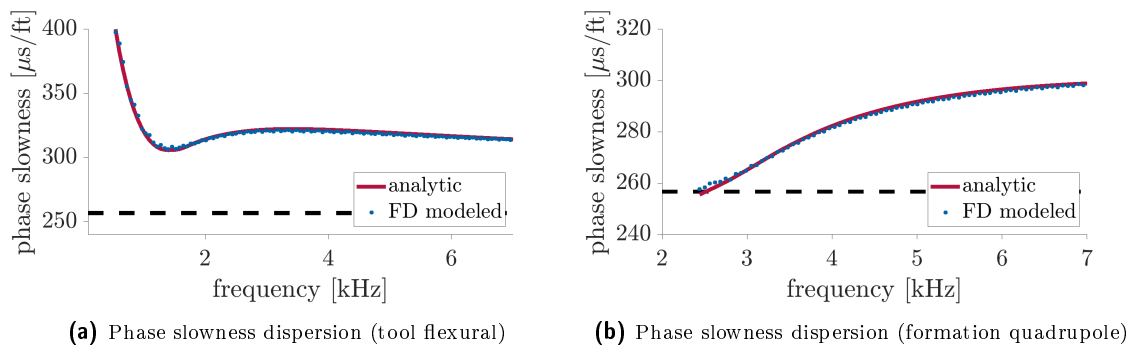 phase slowness [μs/ft]
400
350
300
250
2
4
6
frequency [kHz]
analytic
FD modeled
(a) Phase slowness dispersion (tool flexural)
phase slowness [μs/ft]
320
300
280
260
240
2
3
4
5
6
7
frequency [kHz]
analytic
FD modeled
(b) Phase slowness dispersion (formation quadrupole)